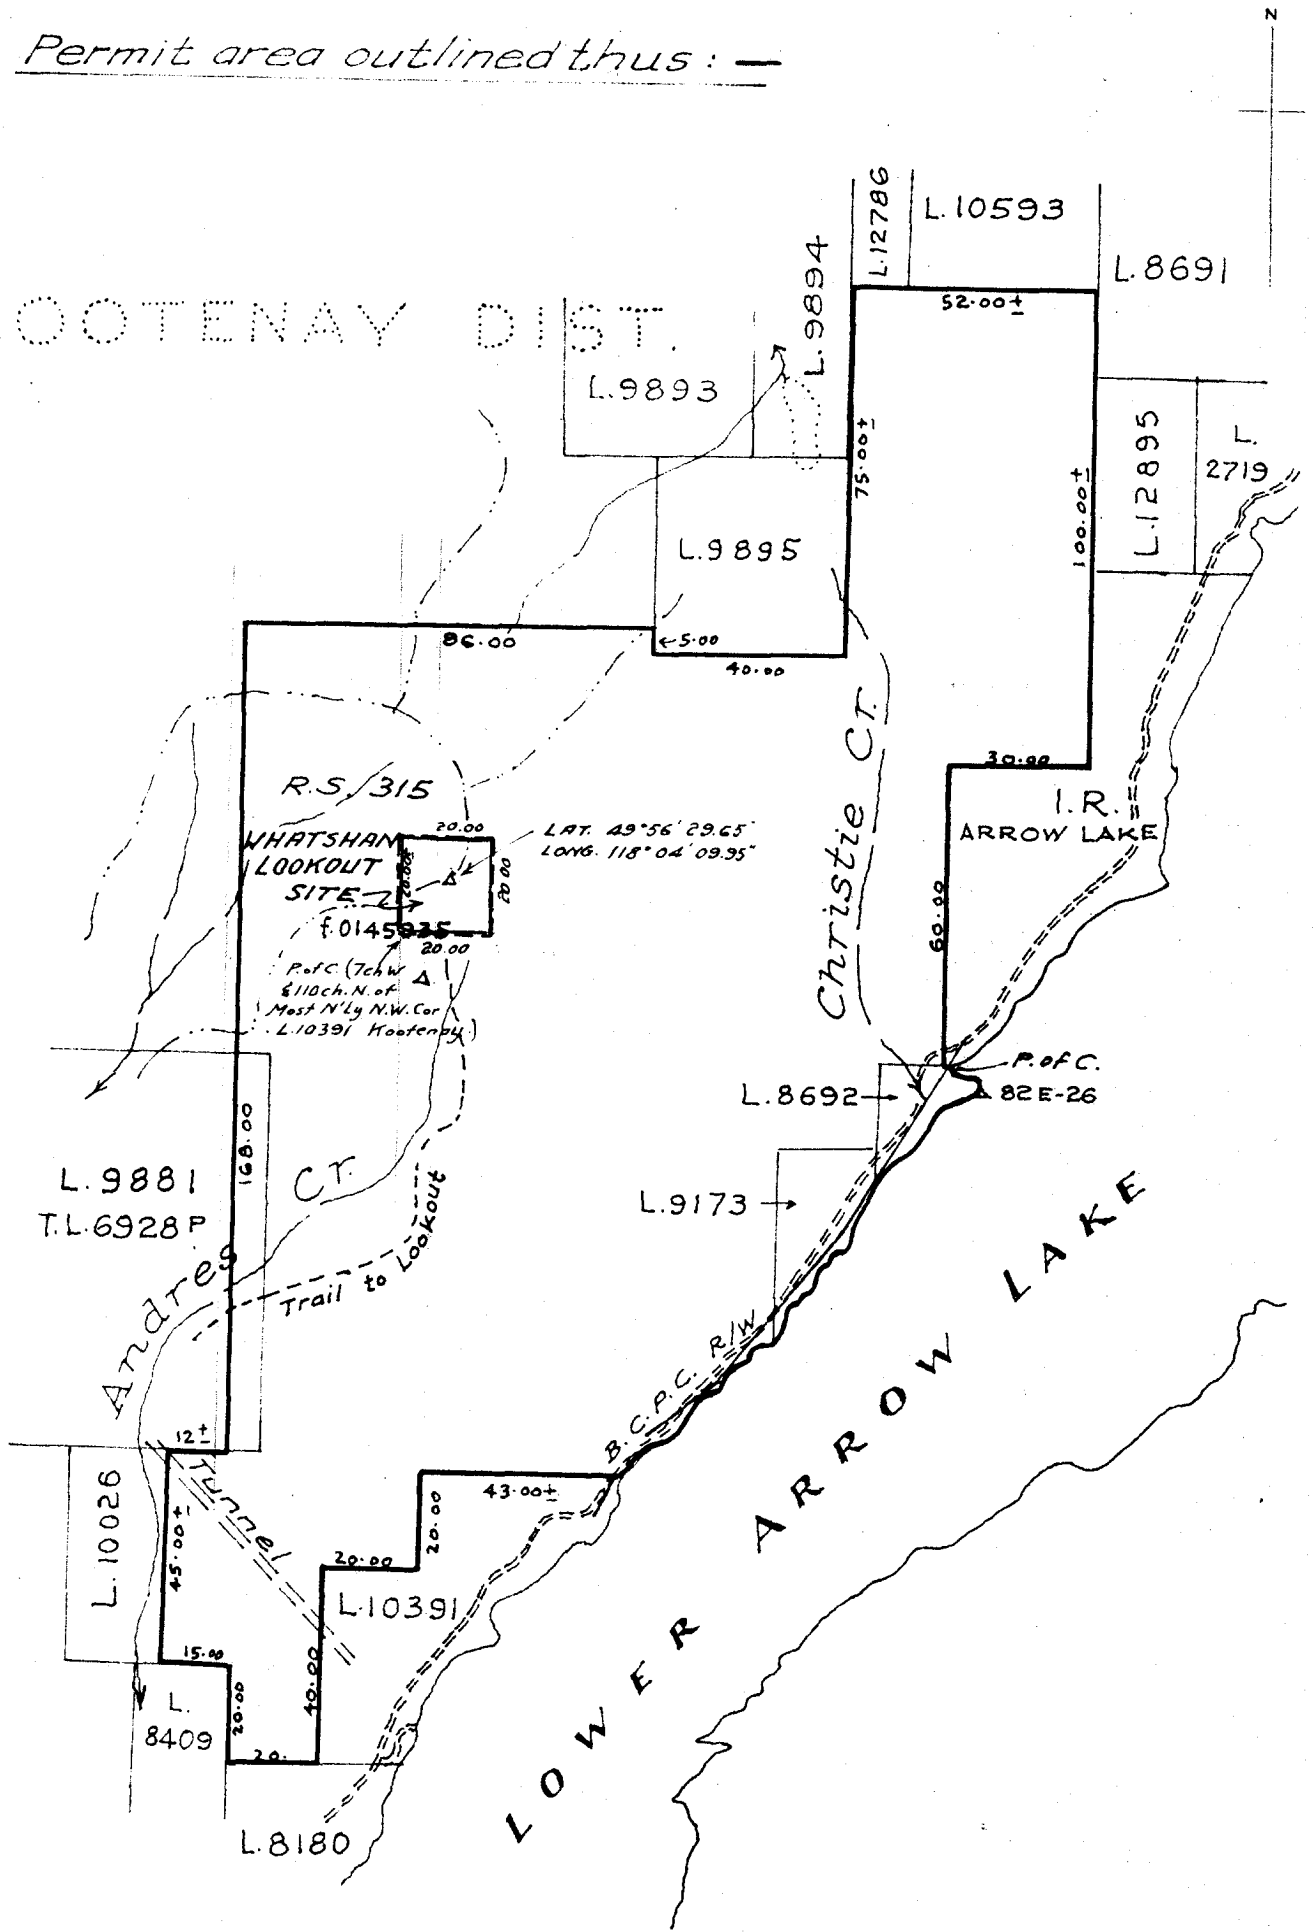 Permit area outlined thus : —
N
L.12786
L.10593
L.8691
L.9894
52.00±
OOTENAY DIST.
L.9893
75.00±
L.12895
L.
2719
100.00±
L.9895
86.00
←5.00
40.00
Christie Cr.
30.00
R.S. 315
I.R.
ARROW LAKE
WHATSHAN
LOOKOUT
SITE
f.0145935
20.00
20.00
20.00
20.00
LAT. 49°56' 29.65"
LONG. 118°04' 09.95"
60.00
P.of C. (7ch W
&110ch. N. of
Most N'ly N.W. Cor
L.10391 Kootenay.)
P. of C.
82E-26
L.8692
168.00
L.9881
T.L.6928P
L.9173
Andres Cr.
Trail to Lookout
B.C.P.C. R/W
LOWER ARROW LAKE
12±
Tunnel
L.10026
45.00±
43.00±
20.00
20.00
L.10391
15.00
40.00
20.00
L.
8409
20.
L.8180